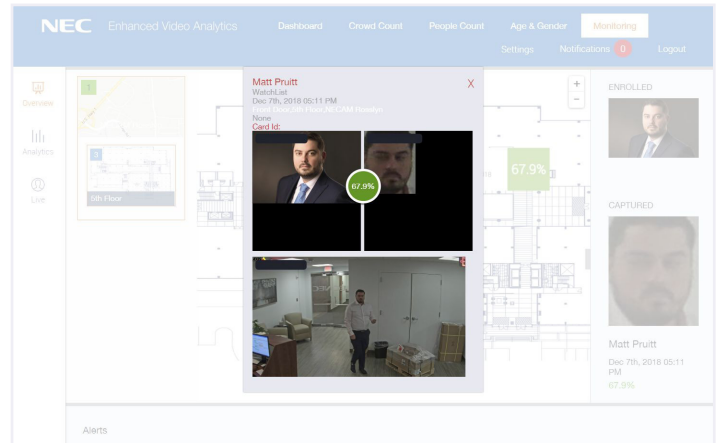 NEC Enhanced Video Analytics
Dashboard Crowd Count People Count Age & Gender Monitoring
Settings Notifications 0 Logout
Overview
Analytics
Live
1
3
5th Floor
Matt Pruitt X
WatchList
Dec 7th, 2018 05:11 PM
None
Card Id:
67.9%
67.9%
+
-
ENROLLED
CAPTURED
Matt Pruitt
Dec 7th, 2018 05:11
PM
67.9%
Alerts